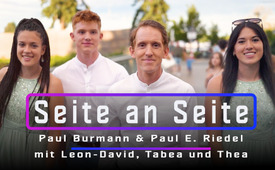 Seite an Seite
Paul Burmann & Paul E. Riedel
mit Leon-David, Tabea und Thea